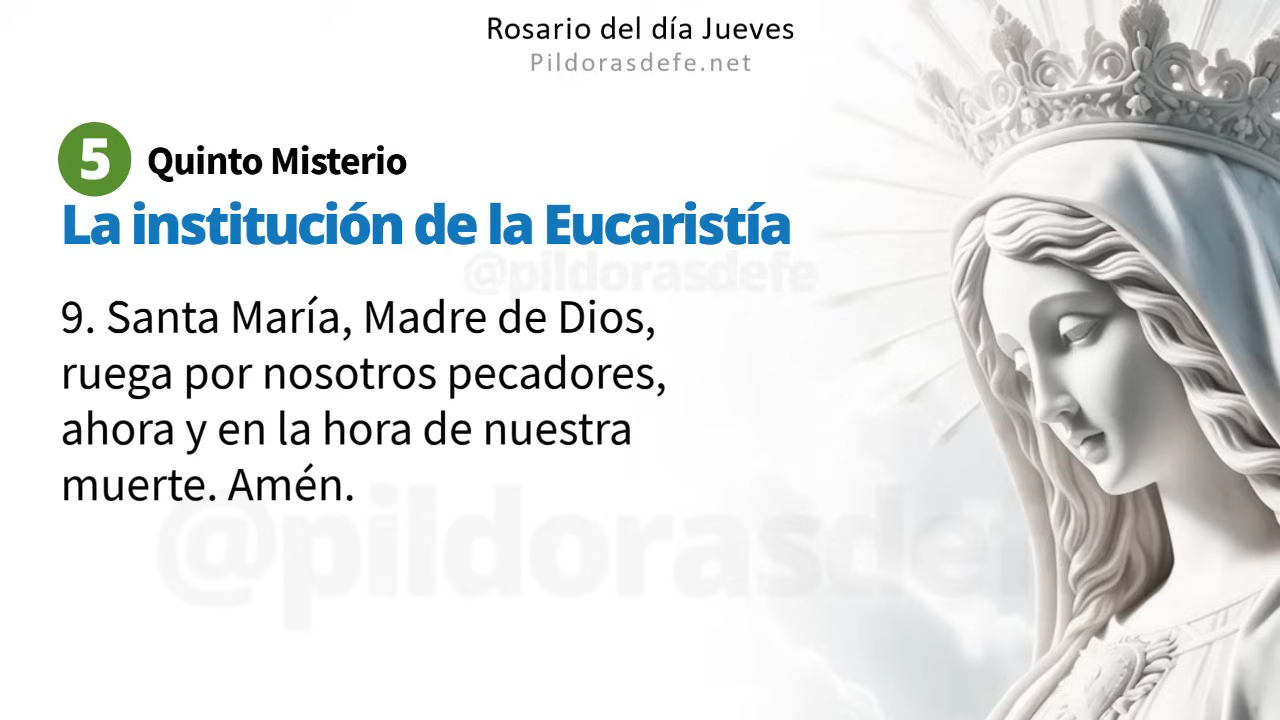 Rosario del día Jueves
Pildorasdefe.net
5 Quinto Misterio
La institución de la Eucaristía
@pildorasdefe
9. Santa María, Madre de Dios,
ruega por nosotros pecadores,
ahora y en la hora de nuestra
muerte. Amén.
@pildorasdef